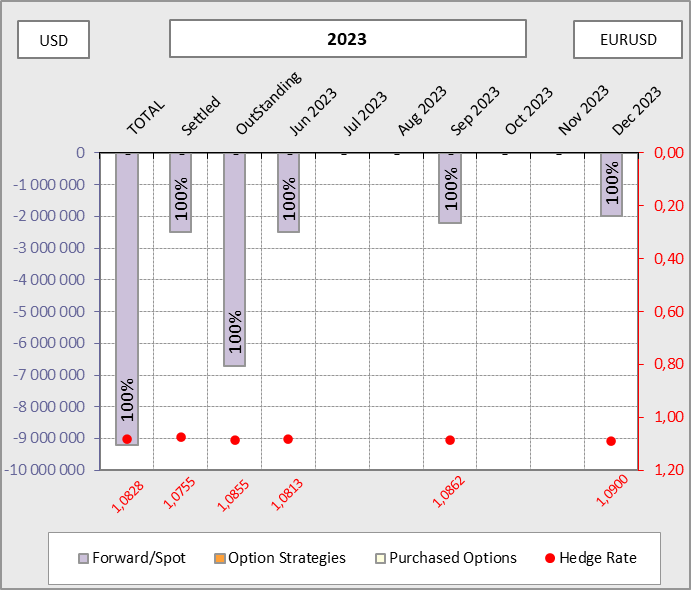 USD
2023
EURUSD
TOTAL
Settled
OutStanding
Jun 2023
Jul 2023
Aug 2023
Sep 2023
Oct 2023
Nov 2023
Dec 2023
0
-1 000 000
-2 000 000
-3 000 000
-4 000 000
-5 000 000
-6 000 000
-7 000 000
-8 000 000
-9 000 000
-10 000 000
100%
100%
100%
100%
100%
100%
0,00
0,20
0,40
0,60
0,80
1,00
1,20
1,0828
1,0755
1,0855
1,0813
1,0862
1,0900
Forward/Spot
Option Strategies
Purchased Options
Hedge Rate